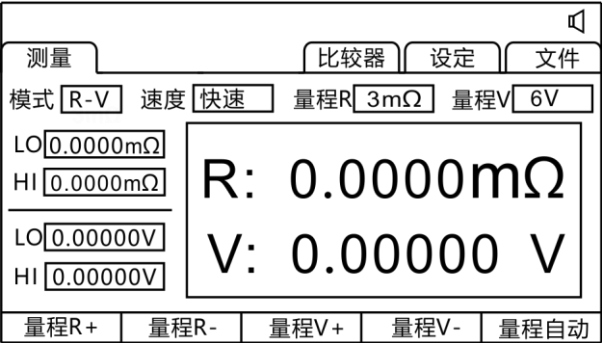 测量 比较器 设定 文件
模式 R-V 速度 快速 量程R 3mΩ 量程V 6V
LO 0.0000mΩ
HI 0.0000mΩ
R: 0.0000mΩ
LO 0.00000V
HI 0.00000V
V: 0.00000 V
量程R+ 量程R- 量程V+ 量程V- 量程自动